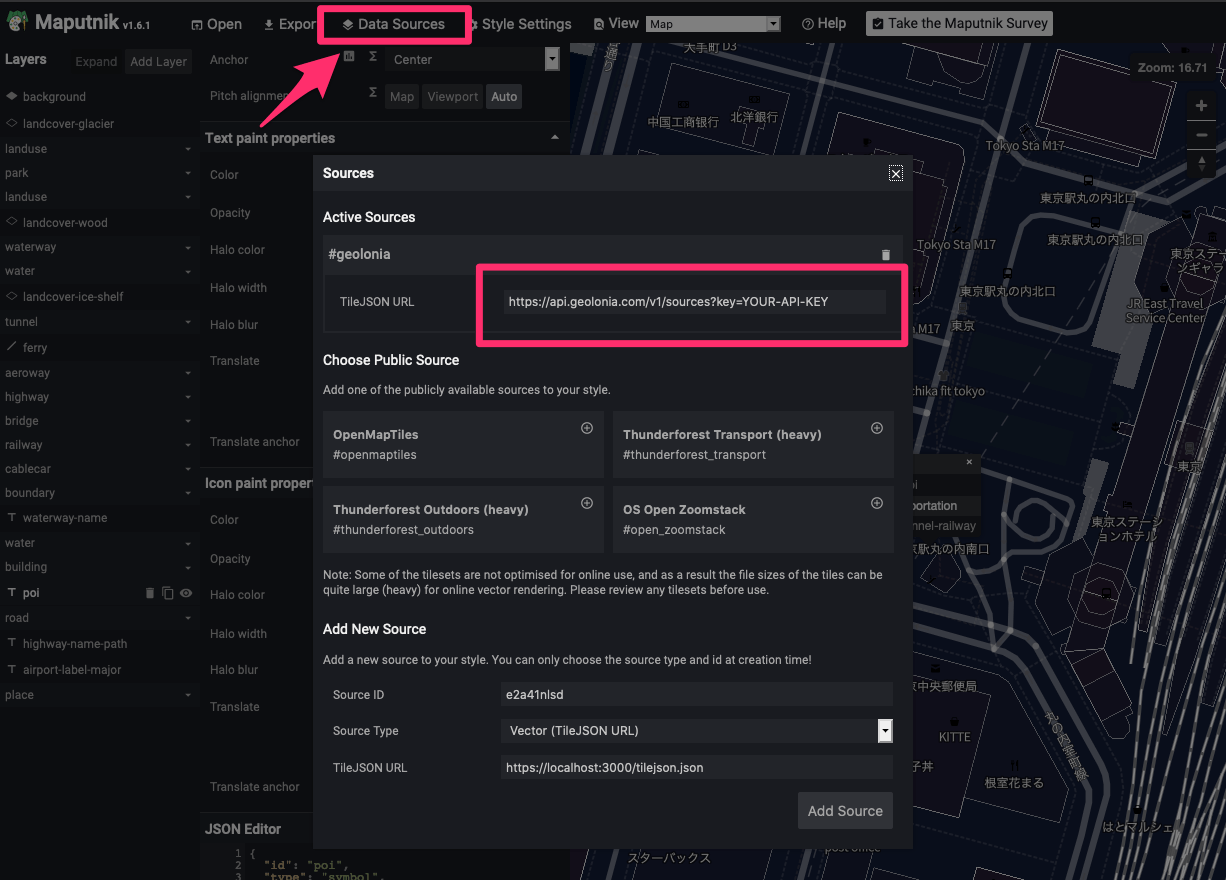 Maputnik v1.6.1
Open
Export
Data Sources
Style Settings
View
Map
Help
Take the Maputnik Survey
Layers
Expand
Add Layer
background
landcover-glacier
landuse
park
landuse
landcover-wood
waterway
water
landcover-ice-shelf
tunnel
ferry
aeroway
highway
bridge
railway
cablecar
boundary
waterway-name
water
building
poi
road
highway-name-path
airport-label-major
place
Anchor
Center
Pitch alignmen
Map
Viewport
Auto
Text paint properties
Color
Opacity
Halo color
Halo width
Halo blur
Translate
Translate anchor
Icon paint proper
Color
Opacity
Halo color
Halo width
Halo blur
Translate
Translate anchor
JSON Editor
1 {
2 "id": "poi",
3 "type": "symbol",
Sources
Active Sources
#geolonia
TileJSON URL
https://api.geolonia.com/v1/sources?key=YOUR-API-KEY
Choose Public Source
Add one of the publicly available sources to your style.
OpenMapTiles
#openmaptiles
Thunderforest Transport (heavy)
#thunderforest_transport
Thunderforest Outdoors (heavy)
#thunderforest_outdoors
OS Open Zoomstack
#open_zoomstack
Note: Some of the tilesets are not optimised for online use, and as a result the file sizes of the tiles can be
quite large (heavy) for online vector rendering. Please review any tilesets before use.
Add New Source
Add a new source to your style. You can only choose the source type and id at creation time!
Source ID
e2a41nlsd
Source Type
Vector (TileJSON URL)
TileJSON URL
https://localhost:3000/tilejson.json
Add Source
Zoom: 16.71
大手町 D3
通り
中国工商銀行
北洋銀行
Tokyo Sta M17
東京駅丸の内北口
Tokyo Sta M17
東京駅丸の内北口
東京ステー
ンギャラ
東京駅丸の内北口
JR East Travel
Service Center
a M17
東京
chika fit tokyo
東京
oi
portation
nnel-railway
東京ステーシ
ョンホテル
京駅丸の内南口
京中央郵便局
KITTE
丸の内仲町線
子丼
根室花まる
はとマルシェ
post office
スターバックス